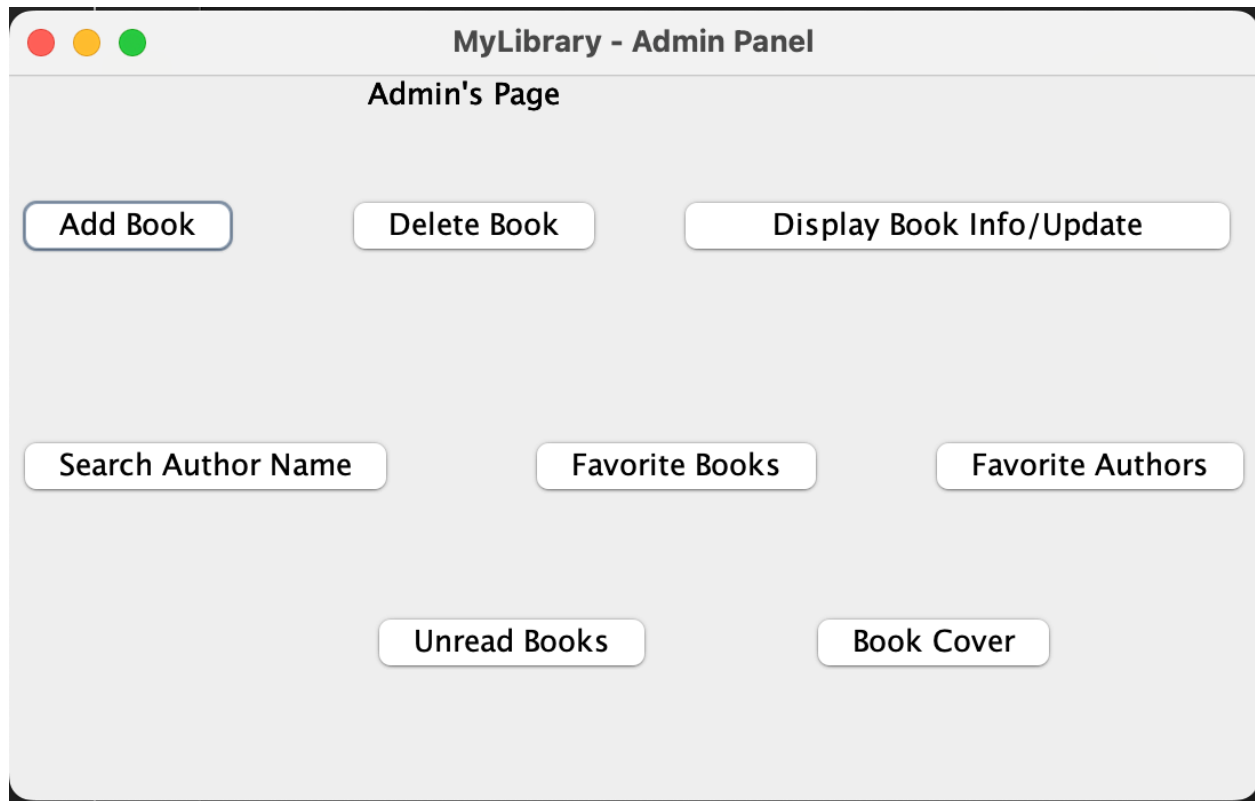 MyLibrary - Admin Panel
Admin's Page
Add Book Delete Book Display Book Info/Update
Search Author Name Favorite Books Favorite Authors
Unread Books Book Cover